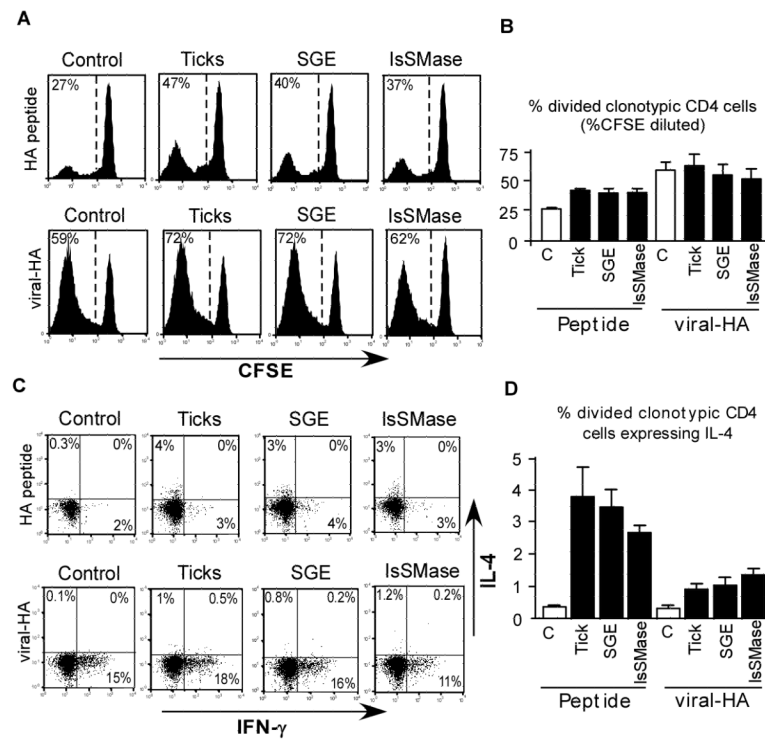 A
Control Ticks SGE IsSMase
HA peptide
27% 47% 40% 37%
Control Ticks SGE IsSMase
viral-HA
59% 72% 72% 62%
CFSE
B
% divided clonotypic CD4 cells
(%CFSE diluted)
75
50
25
0
C Tick SGE IsSMase C Tick SGE IsSMase
Peptide viral-HA
C
Control Ticks SGE IsSMase
HA peptide
0.3% 0% 4% 0% 3% 0% 3% 0%
2% 3% 4% 3%
Control Ticks SGE IsSMase
viral-HA
0.1% 0% 1% 0.5% 0.8% 0.2% 1.2% 0.2%
15% 18% 16% 11%
IFN-γ
IL-4
D
% divided clonotypic CD4
cells expressing IL-4
5
4
3
2
1
0
C Tick SGE IsSMase C Tick SGE IsSMase
Peptide viral-HA